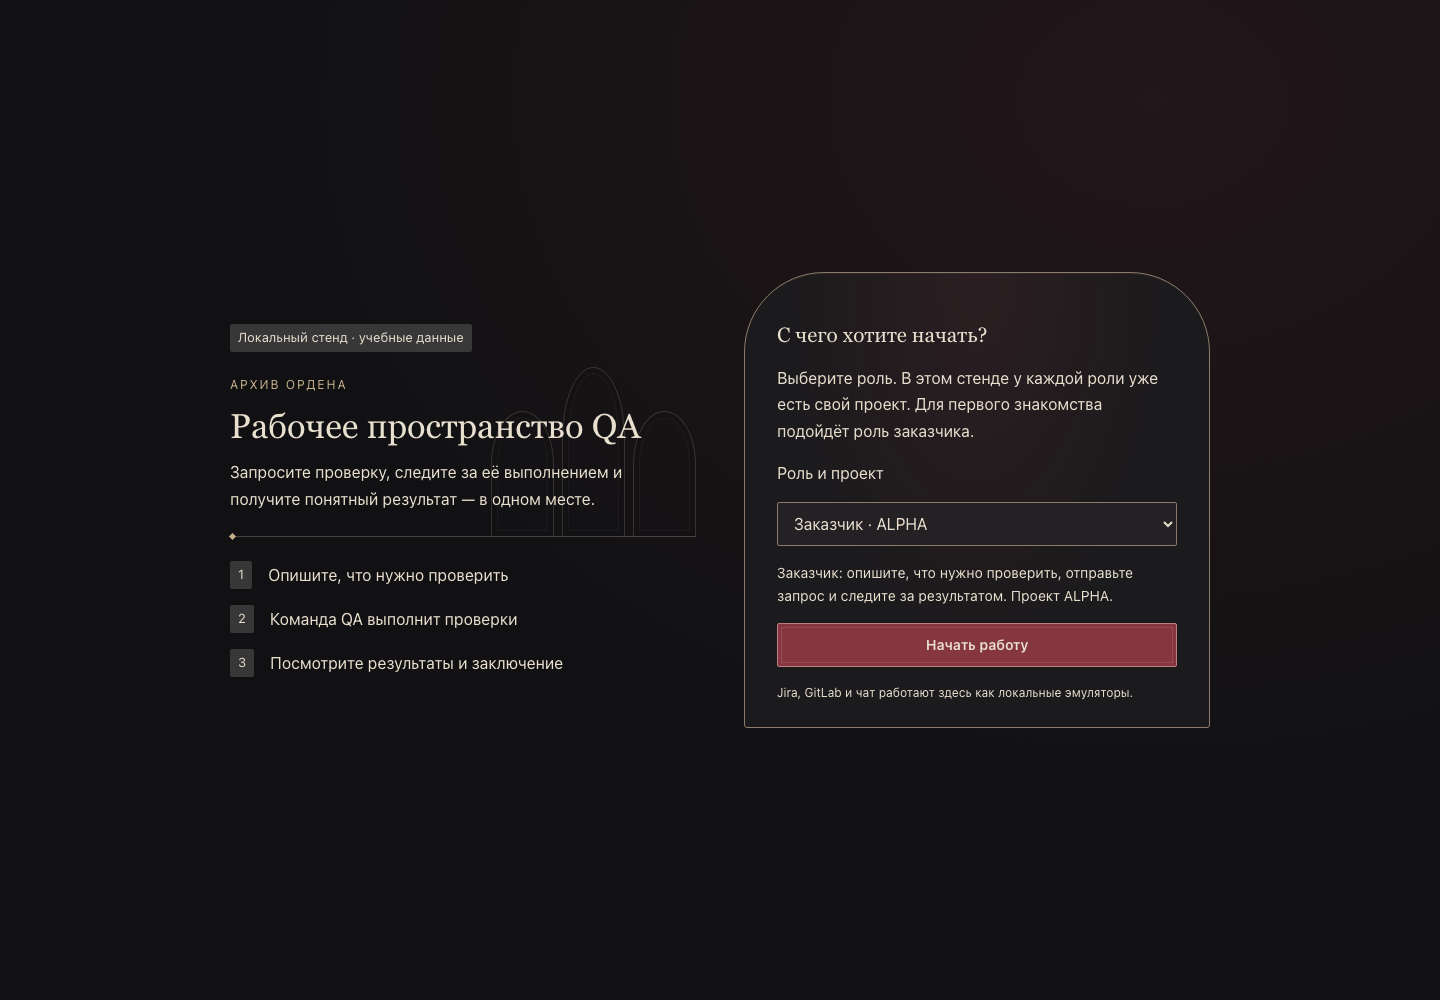 Локальный стенд · учебные данные
АРХИВ ОРДЕНА
Рабочее пространство QA
Запросите проверку, следите за её выполнением и
получите понятный результат — в одном месте.
1 Опишите, что нужно проверить
2 Команда QA выполнит проверки
3 Посмотрите результаты и заключение
С чего хотите начать?
Выберите роль. В этом стенде у каждой роли уже
есть свой проект. Для первого знакомства
подойдёт роль заказчика.
Роль и проект
Заказчик · ALPHA
Заказчик: опишите, что нужно проверить, отправьте
запрос и следите за результатом. Проект ALPHA.
Начать работу
Jira, GitLab и чат работают здесь как локальные эмуляторы.